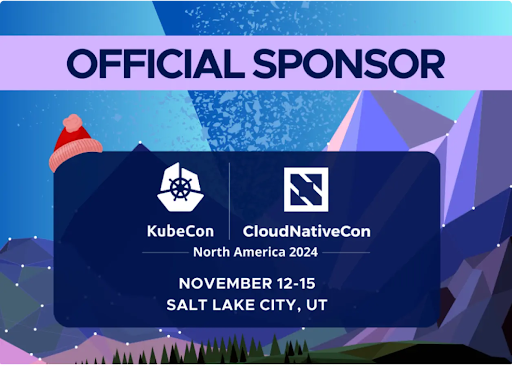 OFFICIAL SPONSOR
KubeCon
CloudNativeCon
North America 2024
NOVEMBER 12-15
SALT LAKE CITY, UT